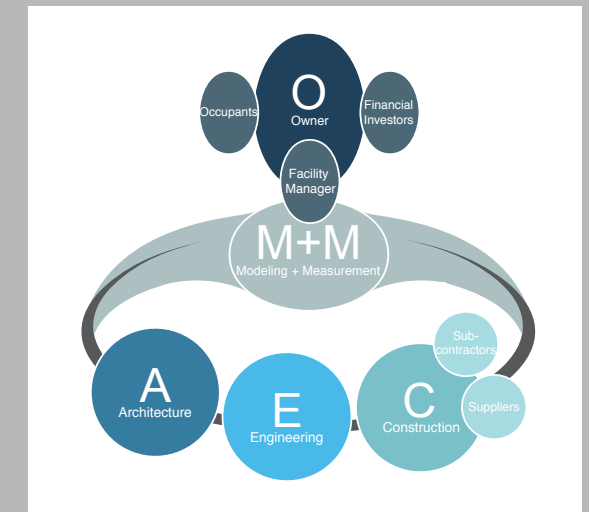 O
Owner
Occupants
Financial
Investors
Facility
Manager
M+M
Modeling + Measurement
Sub-
contractors
A
Architecture
E
Engineering
C
Construction
Suppliers